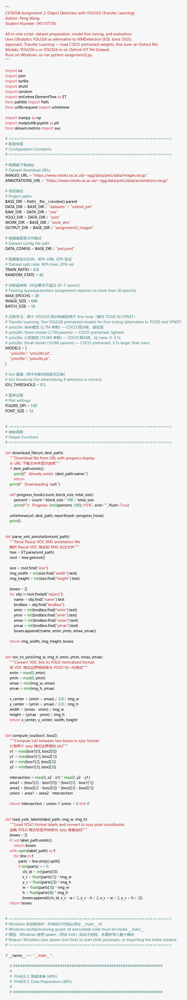 """
CST8508 Assignment 2: Object Detection with YOLO26 (Transfer Learning)
Author: Peng Wang
Student Number: 041107730

All-in-one script: dataset preparation, model fine-tuning, and evaluation.
Uses Ultralytics YOLO26 as alternative to MMDetection (EOL since 2025).
Approach: Transfer Learning — load COCO pretrained weights, fine-tune on Oxford Pet.
Models: YOLO26-s vs YOLO26-m on Oxford-IIIT Pet Dataset.
Runs on Windows: uv run python assignment2.py
"""

import os
import json
import tarfile
import shutil
import random
import xml.etree.ElementTree as ET
from pathlib import Path
from urllib.request import urlretrieve

import numpy as np
import matplotlib.pyplot as plt
from sklearn.metrics import auc

# ============================================================
# 配置常量
# Configuration Constants
# ============================================================

# 数据集下载地址
# Dataset download URLs
IMAGES_URL = "https://www.robots.ox.ac.uk/~vgg/data/pets/data/images.tar.gz"
ANNOTATIONS_URL = "https://www.robots.ox.ac.uk/~vgg/data/pets/data/annotations.tar.gz"

# 项目路径
# Project paths
BASE_DIR = Path(__file__).resolve().parent
DATA_DIR = BASE_DIR / "datasets" / "oxford_pet"
RAW_DIR = DATA_DIR / "raw"
YOLO_DIR = DATA_DIR / "yolo"
WORK_DIR = BASE_DIR / "work_dirs"
OUTPUT_DIR = BASE_DIR / "assignment2_images"

# 数据集配置文件路径
# Dataset config file path
DATA_CONFIG = BASE_DIR / "pet.yaml"

# 数据集划分比例：80% 训练, 20% 验证
# Dataset split ratio: 80% train, 20% val
TRAIN_RATIO = 0.8
RANDOM_STATE = 42

# 训练超参数（作业要求不超过 20 个 epoch）
# Training hyperparameters (assignment requires no more than 20 epochs)
MAX_EPOCHS = 20
IMAGE_SIZE = 640
BATCH_SIZE = 16

# 迁移学习：两个 YOLO26 预训练模型用于 fine-tune（替代 TOOD 和 VFNET）
# Transfer Learning: Two YOLO26 pretrained models for fine-tuning (alternative to TOOD and VFNET)
# yolo26n: 纳米模型 (2.7M 参数) — COCO 预训练，最轻量
# yolo26n: Nano model (2.7M params) — COCO pretrained, lightest
# yolo26s: 小型模型 (10.0M 参数) — COCO 预训练，比 nano 大 3.7x
# yolo26s: Small model (10.0M params) — COCO pretrained, 3.7x larger than nano
MODELS = {
    "yolo26n": "yolo26n.pt",
    "yolo26s": "yolo26s.pt",
}

# IoU 阈值（用于判断检测是否正确）
# IoU threshold (for determining if detection is correct)
IOU_THRESHOLD = 0.5

# 图表设置
# Plot settings
FIGURE_DPI = 150
FONT_SIZE = 12


# ============================================================
# 辅助函数
# Helper Functions
# ============================================================

def download_file(url, dest_path):
    """Download file from URL with progress display.
    从 URL 下载文件并显示进度"""
    if dest_path.exists():
        print(f"  Already exists: {dest_path.name}")
        return
    print(f"  Downloading: {url}")

    def progress_hook(count, block_size, total_size):
        percent = count * block_size * 100 / total_size
        print(f"\r  Progress: {min(percent, 100):.1f}%", end="", flush=True)

    urlretrieve(url, dest_path, reporthook=progress_hook)
    print()


def parse_xml_annotation(xml_path):
    """Parse Pascal VOC XML annotation file.
    解析 Pascal VOC 格式的 XML 标注文件"""
    tree = ET.parse(xml_path)
    root = tree.getroot()

    size = root.find("size")
    img_width = int(size.find("width").text)
    img_height = int(size.find("height").text)

    boxes = []
    for obj in root.findall("object"):
        name = obj.find("name").text
        bndbox = obj.find("bndbox")
        xmin = int(bndbox.find("xmin").text)
        ymin = int(bndbox.find("ymin").text)
        xmax = int(bndbox.find("xmax").text)
        ymax = int(bndbox.find("ymax").text)
        boxes.append((name, xmin, ymin, xmax, ymax))

    return img_width, img_height, boxes


def voc_to_yolo(img_w, img_h, xmin, ymin, xmax, ymax):
    """Convert VOC box to YOLO normalized format.
    将 VOC 格式边界框转换为 YOLO 归一化格式"""
    xmin = max(0, xmin)
    ymin = max(0, ymin)
    xmax = min(img_w, xmax)
    ymax = min(img_h, ymax)

    x_center = (xmin + xmax) / 2.0 / img_w
    y_center = (ymin + ymax) / 2.0 / img_h
    width = (xmax - xmin) / img_w
    height = (ymax - ymin) / img_h
    return x_center, y_center, width, height


def compute_iou(box1, box2):
    """Compute IoU between two boxes in xyxy format.
    计算两个 xyxy 格式边界框的 IoU"""
    x1 = max(box1[0], box2[0])
    y1 = max(box1[1], box2[1])
    x2 = min(box1[2], box2[2])
    y2 = min(box1[3], box2[3])

    intersection = max(0, x2 - x1) * max(0, y2 - y1)
    area1 = (box1[2] - box1[0]) * (box1[3] - box1[1])
    area2 = (box2[2] - box2[0]) * (box2[3] - box2[1])
    union = area1 + area2 - intersection

    return intersection / union if union > 0 else 0


def load_yolo_labels(label_path, img_w, img_h):
    """Load YOLO format labels and convert to xyxy pixel coordinates.
    加载 YOLO 格式标签并转换为 xyxy 像素坐标"""
    boxes = []
    if not label_path.exists():
        return boxes
    with open(label_path) as f:
        for line in f:
            parts = line.strip().split()
            if len(parts) >= 5:
                cls_id = int(parts[0])
                x_c = float(parts[1]) * img_w
                y_c = float(parts[2]) * img_h
                w = float(parts[3]) * img_w
                h = float(parts[4]) * img_h
                boxes.append((cls_id, x_c - w / 2, y_c - h / 2, x_c + w / 2, y_c + h / 2))
    return boxes


# ============================================================
# Windows 多进程保护：所有执行代码必须在 __main__ 内
# Windows multiprocessing guard: all executable code must be inside __main__
# 原因：Windows 使用 spawn（而非 fork）启动子进程，会重新导入整个模块
# Reason: Windows uses spawn (not fork) to start child processes, re-importing the entire module
# ============================================================

if __name__ == "__main__":

    # ################################################################
    #
    #  PHASE 2: 数据准备 (40%)
    #  PHASE 2: Data Preparation (40%)
    #
    # ################################################################